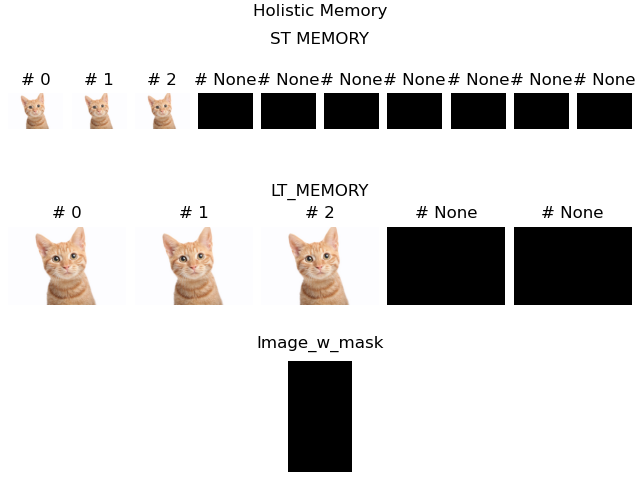 Holistic Memory
ST MEMORY
# 0 # 1 # 2 # None # None # None # None # None # None # None
LT_MEMORY
# 0 # 1 # 2 # None # None
Image_w_mask